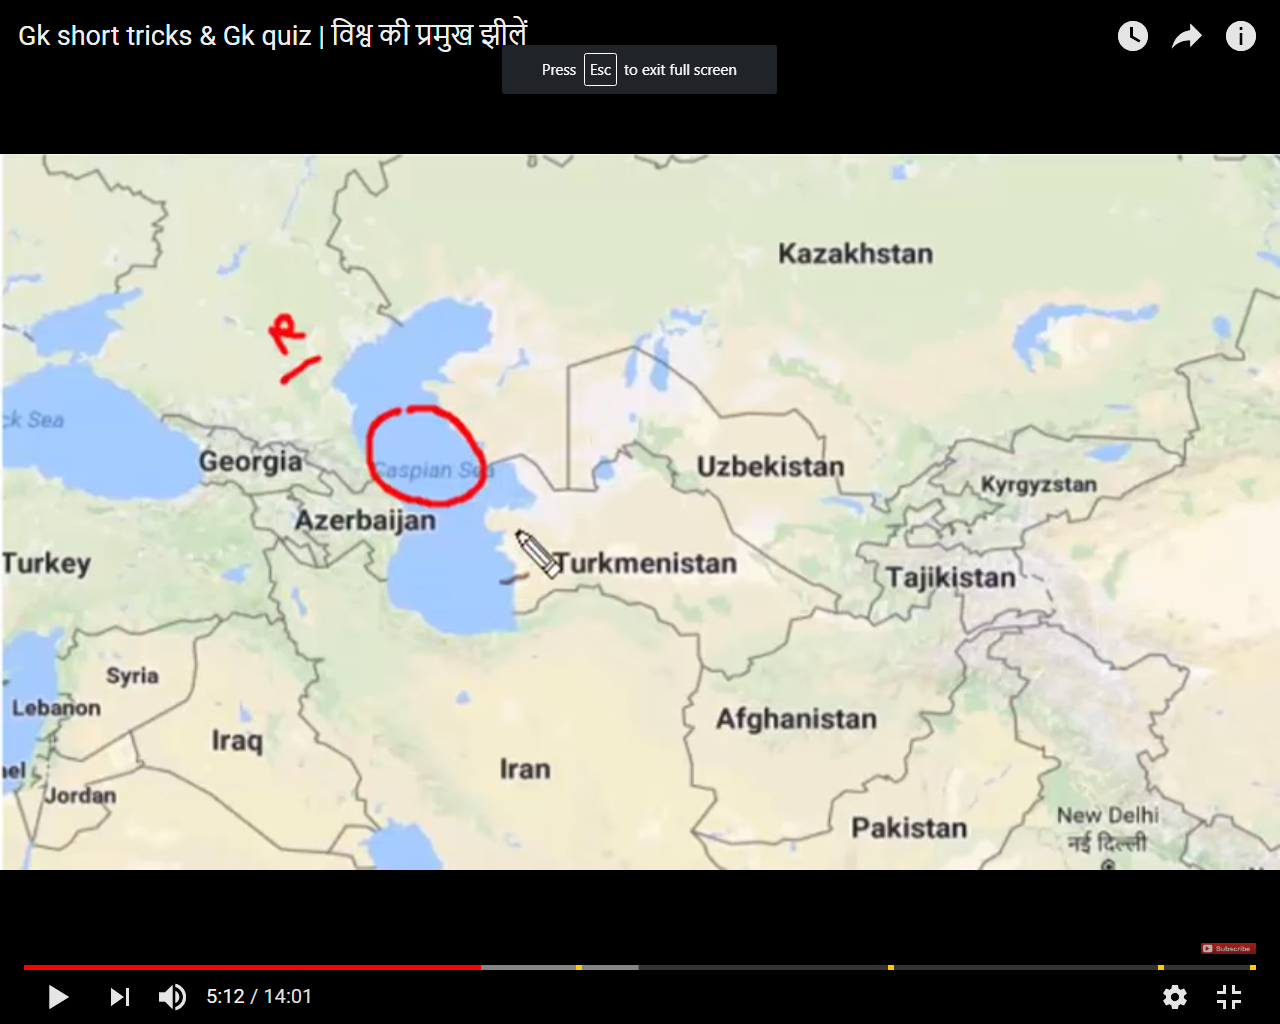 Gk short tricks & Gk quiz | विश्व की प्रमुख झीलें
Press Esc to exit full screen
Kazakhstan
ck Sea
Georgia
Caspian Sea
Uzbekistan
Kyrgyzstan
Azerbaijan
Turkey
Turkmenistan
Tajikistan
Syria
Lebanon
Iraq
Afghanistan
Iran
ael
Jordan
Pakistan
New Delhi
नई दिल्ली
Subscribe
5:12 / 14:01